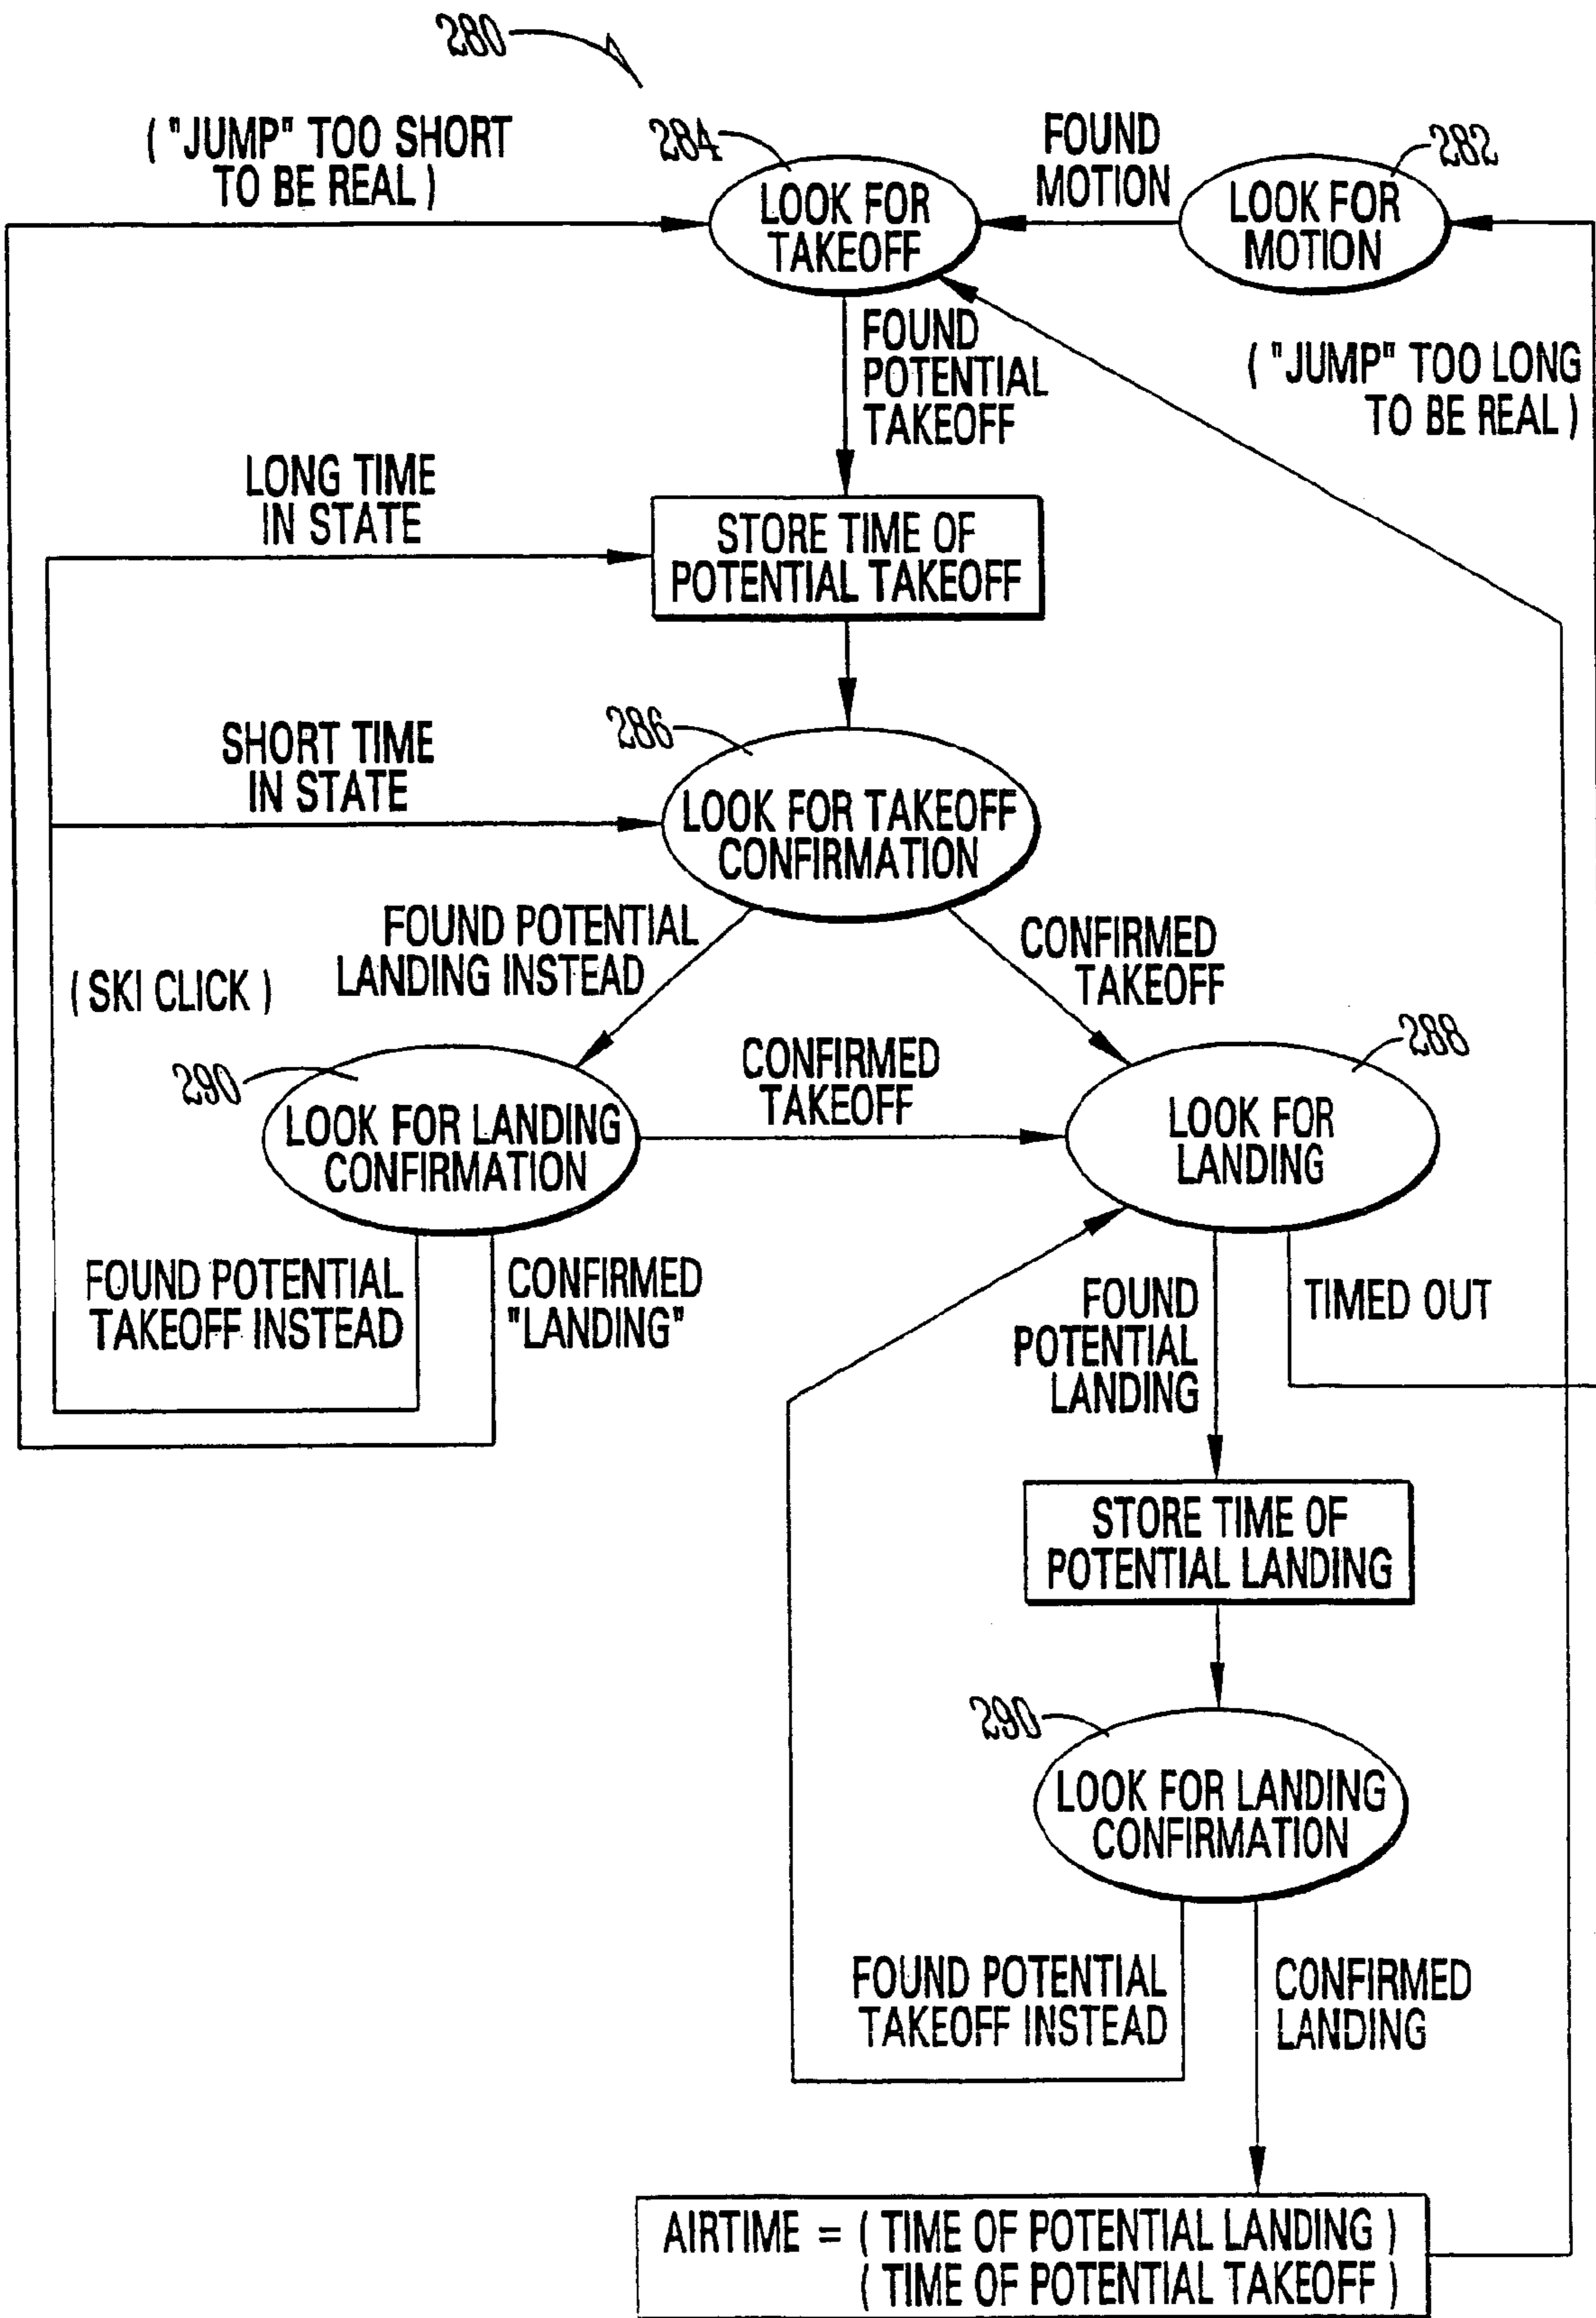 280
( "JUMP" TOO SHORT
TO BE REAL )
284
LOOK FOR
TAKEOFF
FOUND
MOTION
282
LOOK FOR
MOTION
FOUND
POTENTIAL
TAKEOFF
( "JUMP" TOO LONG
TO BE REAL )
LONG TIME
IN STATE
STORE TIME OF
POTENTIAL TAKEOFF
SHORT TIME
IN STATE
286
LOOK FOR TAKEOFF
CONFIRMATION
FOUND POTENTIAL
LANDING INSTEAD
CONFIRMED
TAKEOFF
( SKI CLICK )
290
LOOK FOR LANDING
CONFIRMATION
CONFIRMED
TAKEOFF
288
LOOK FOR
LANDING
FOUND POTENTIAL
TAKEOFF INSTEAD
CONFIRMED
"LANDING"
FOUND
POTENTIAL
LANDING
TIMED OUT
STORE TIME OF
POTENTIAL LANDING
290
LOOK FOR LANDING
CONFIRMATION
FOUND POTENTIAL
TAKEOFF INSTEAD
CONFIRMED
LANDING
AIRTIME = ( TIME OF POTENTIAL LANDING )
( TIME OF POTENTIAL TAKEOFF )